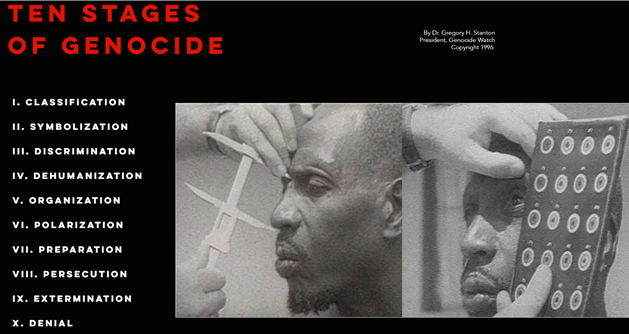 TEN STAGES
OF GENOCIDE
By Dr. Gregory H. Stanton
President, Genocide Watch
Copyright 1996
I. CLASSIFICATION
II. SYMBOLIZATION
III. DISCRIMINATION
IV. DEHUMANIZATION
V. ORGANIZATION
VI. POLARIZATION
VII. PREPARATION
VIII. PERSECUTION
IX. EXTERMINATION
X. DENIAL